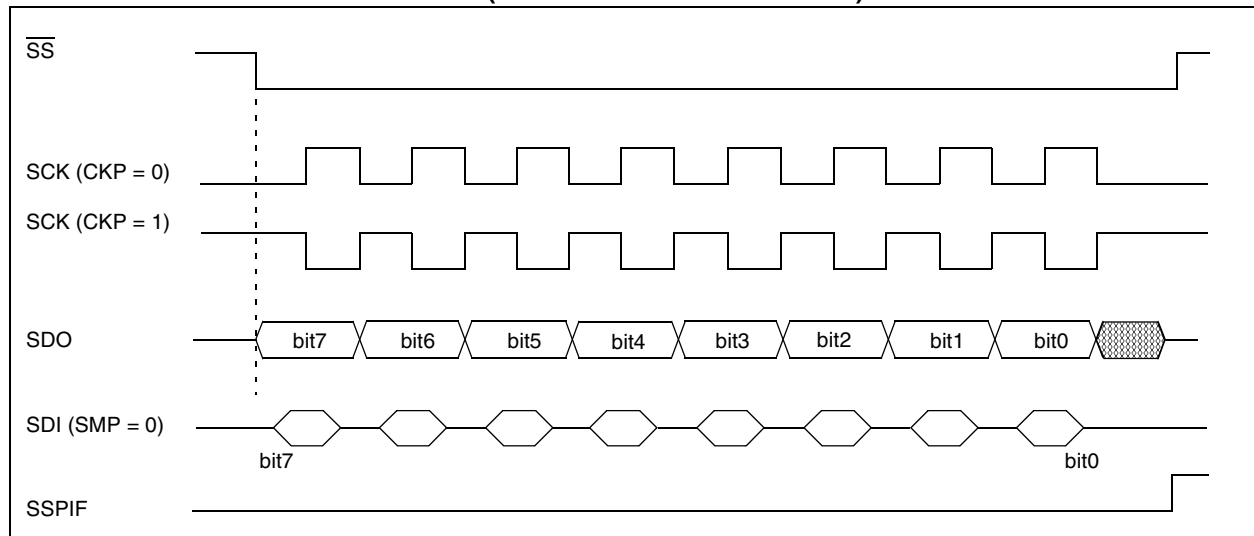 SS
SCK (CKP = 0)
SCK (CKP = 1)
SDO
bit7 bit6 bit5 bit4 bit3 bit2 bit1 bit0
SDI (SMP = 0)
bit7 bit0
SSPIF